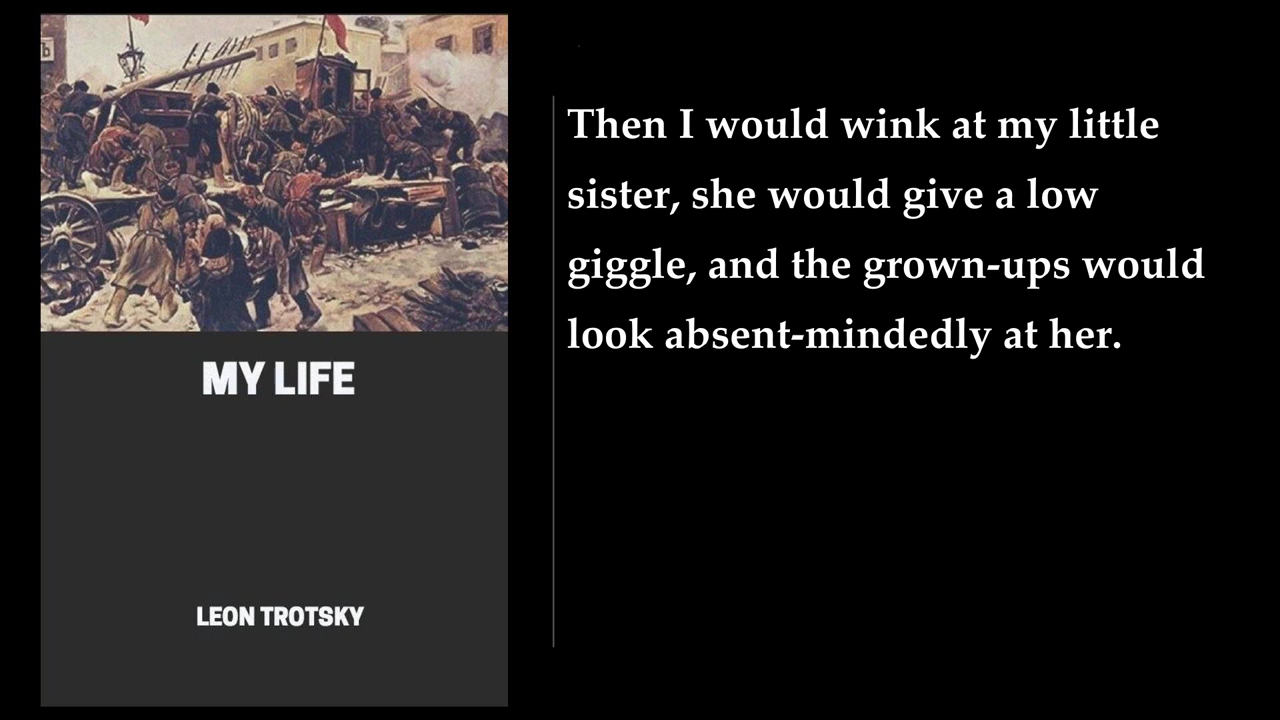 MY LIFE
LEON TROTSKY
Then I would wink at my little
sister, she would give a low
giggle, and the grown-ups would
look absent-mindedly at her.